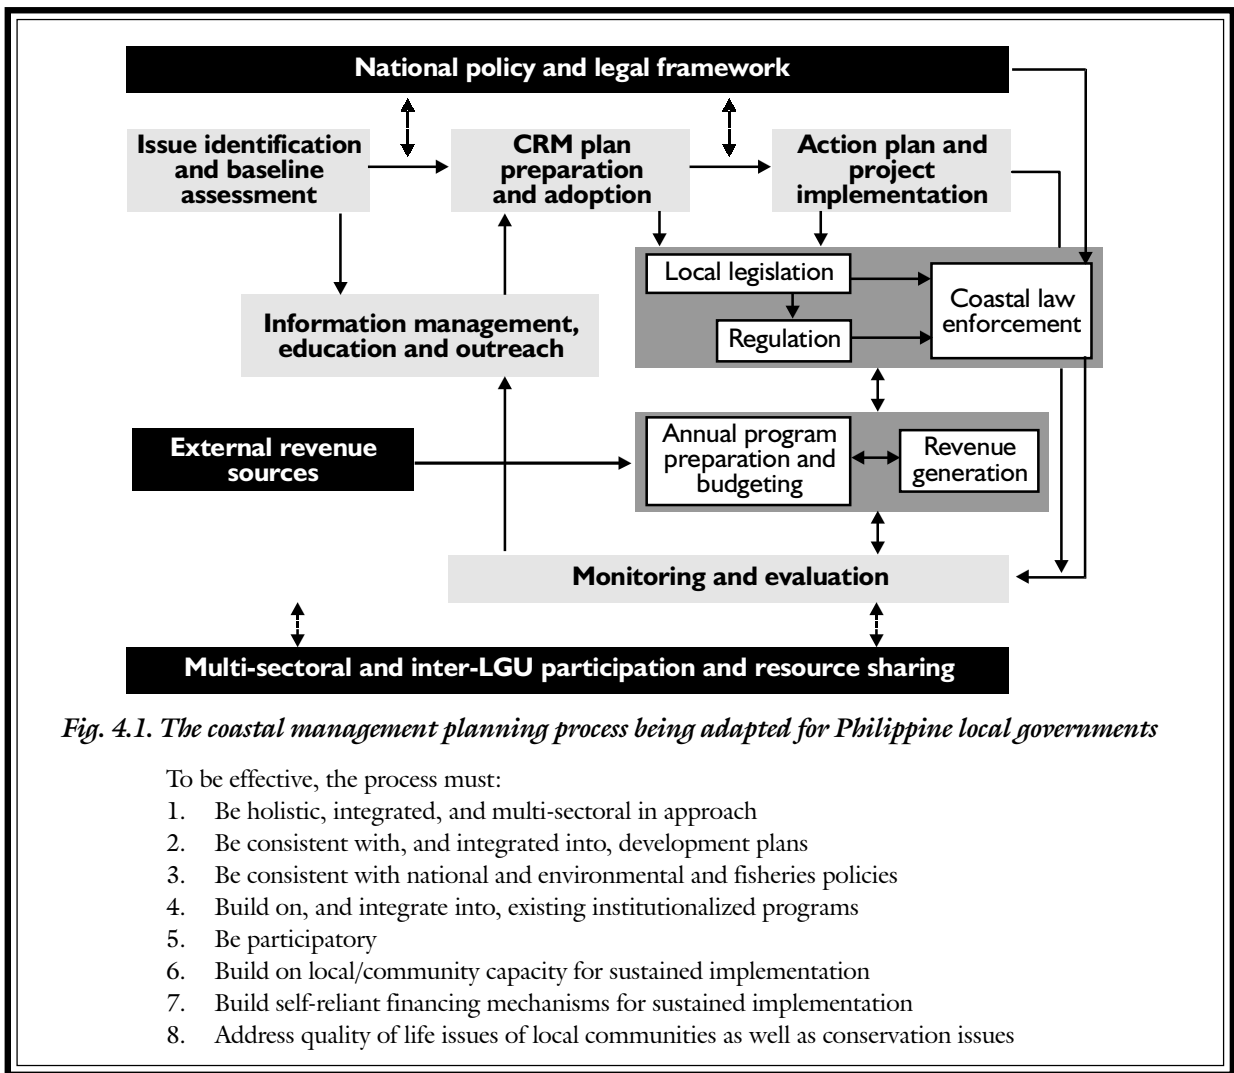 National policy and legal framework
Issue identification
and baseline
assessment
CRM plan
preparation
and adoption
Action plan and
project
implementation
Local legislation
Regulation
Coastal law
enforcement
Information management,
education and outreach
External revenue
sources
Annual program
preparation and
budgeting
Revenue
generation
Monitoring and evaluation
Multi-sectoral and inter-LGU participation and resource sharing
Fig. 4.1. The coastal management planning process being adapted for Philippine local governments
To be effective, the process must:
1. Be holistic, integrated, and multi-sectoral in approach
2. Be consistent with, and integrated into, development plans
3. Be consistent with national and environmental and fisheries policies
4. Build on, and integrate into, existing institutionalized programs
5. Be participatory
6. Build on local/community capacity for sustained implementation
7. Build self-reliant financing mechanisms for sustained implementation
8. Address quality of life issues of local communities as well as conservation issues